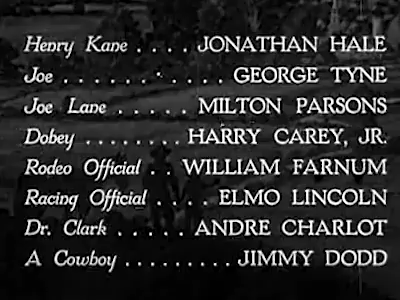 Henry Kane . . . . JONATHAN HALE
Joe . . . . . . . . . . . GEORGE TYNE
Joe Lane . . . . . MILTON PARSONS
Dobey . . . . . . . . HARRY CAREY, JR.
Rodeo Official . . WILLIAM FARNUM
Racing Official . . . . ELMO LINCOLN
Dr. Clark . . . . . ANDRE CHARLOT
A Cowboy . . . . . . . . . JIMMY DODD